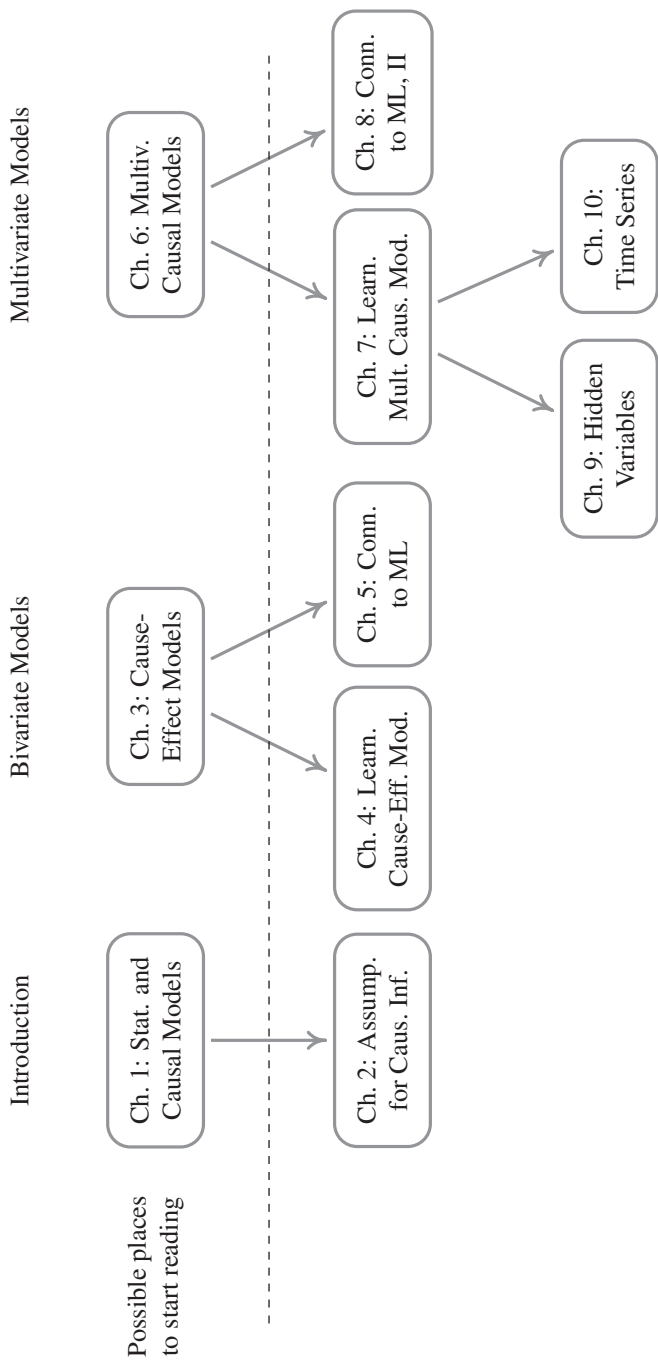 Introduction
Bivariate Models
Multivariate Models
Possible places
to start reading
Ch. 1: Stat. and
Causal Models
Ch. 3: Cause-
Effect Models
Ch. 6: Multiv.
Causal Models
Ch. 2: Assump.
for Caus. Inf.
Ch. 4: Learn.
Cause-Eff. Mod.
Ch. 5: Conn.
to ML
Ch. 7: Learn.
Mult. Caus. Mod.
Ch. 8: Conn.
to ML, II
Ch. 9: Hidden
Variables
Ch. 10:
Time Series